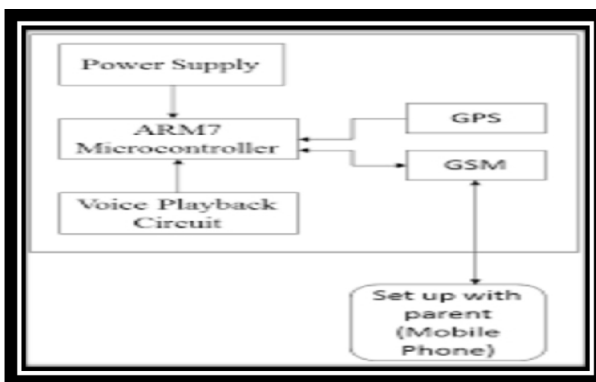 Power Supply
ARM7
Microcontroller
GPS
GSM
Voice Playback
Circuit
Set up with
parent
(Mobile
Phone)